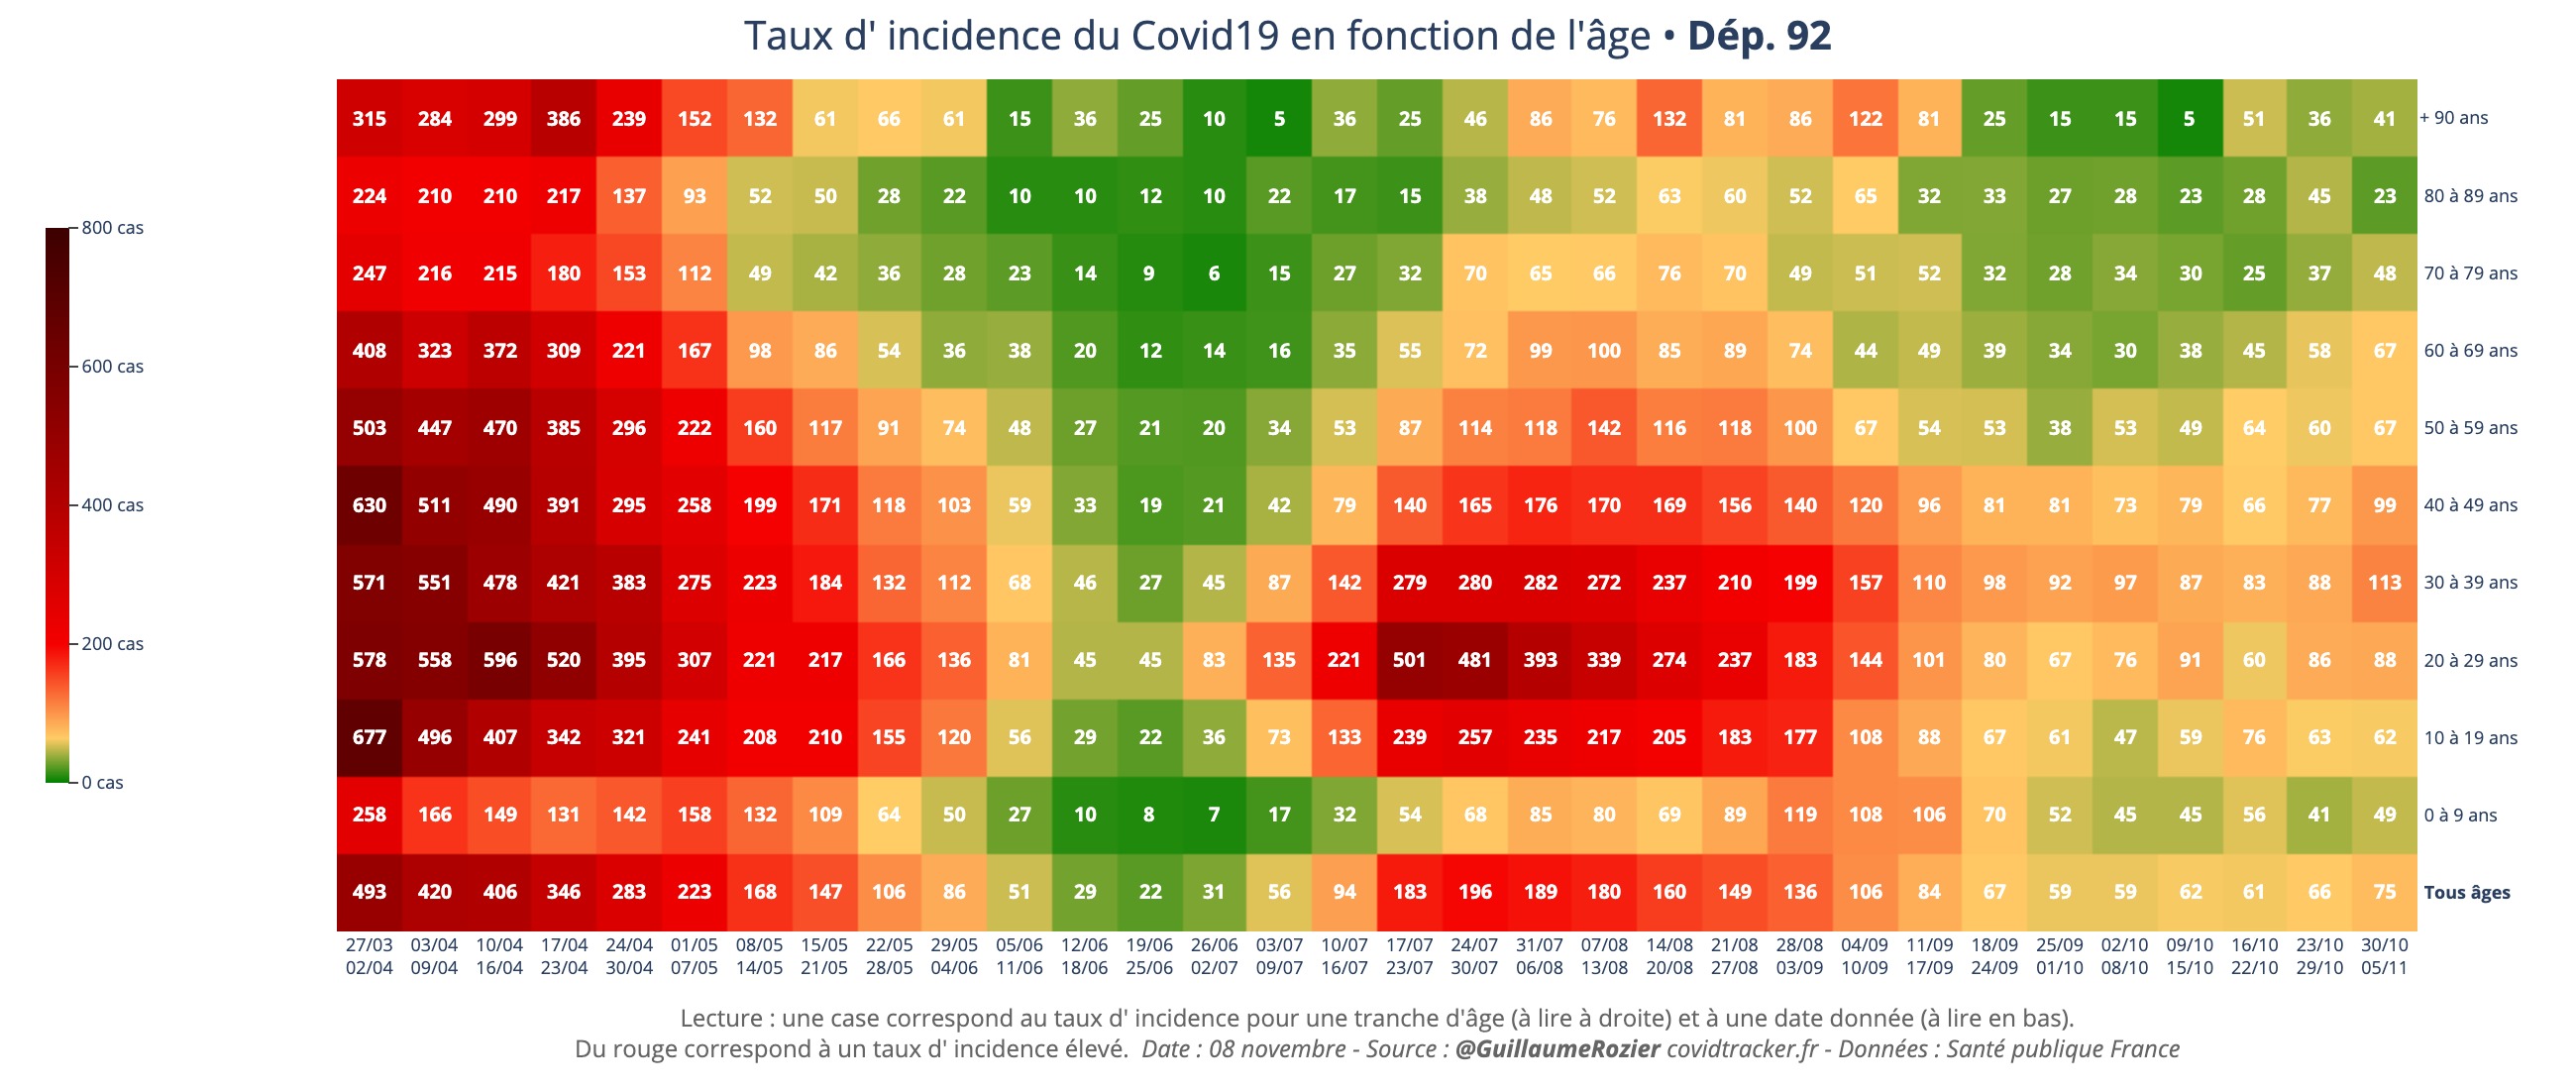 Taux d' incidence du Covid19 en fonction de l'âge • Dép. 92
800 cas
600 cas
400 cas
200 cas
0 cas
315 284 299 386 239 152 132 61 66 61 15 36 25 10 5 36 25 46 86 76 132 81 86 122 81 25 15 15 5 51 36 41 + 90 ans
224 210 210 217 137 93 52 50 28 22 10 10 12 10 22 17 15 38 48 52 63 60 52 65 32 33 27 28 23 28 45 23 80 à 89 ans
247 216 215 180 153 112 49 42 36 28 23 14 9 6 15 27 32 70 65 66 76 70 49 51 52 32 28 34 30 25 37 48 70 à 79 ans
408 323 372 309 221 167 98 86 54 36 38 20 12 14 16 35 55 72 99 100 85 89 74 44 49 39 34 30 38 45 58 67 60 à 69 ans
503 447 470 385 296 222 160 117 91 74 48 27 21 20 34 53 87 114 118 142 116 118 100 67 54 53 38 53 49 64 60 67 50 à 59 ans
630 511 490 391 295 258 199 171 118 103 59 33 19 21 42 79 140 165 176 170 169 156 140 120 96 81 81 73 79 66 77 99 40 à 49 ans
571 551 478 421 383 275 223 184 132 112 68 46 27 45 87 142 279 280 282 272 237 210 199 157 110 98 92 97 87 83 88 113 30 à 39 ans
578 558 596 520 395 307 221 217 166 136 81 45 45 83 135 221 501 481 393 339 274 237 183 144 101 80 67 76 91 60 86 88 20 à 29 ans
677 496 407 342 321 241 208 210 155 120 56 29 22 36 73 133 239 257 235 217 205 183 177 108 88 67 61 47 59 76 63 62 10 à 19 ans
258 166 149 131 142 158 132 109 64 50 27 10 8 7 17 32 54 68 85 80 69 89 119 108 106 70 52 45 45 56 41 49 0 à 9 ans
493 420 406 346 283 223 168 147 106 86 51 29 22 31 56 94 183 196 189 180 160 149 136 106 84 67 59 59 62 61 66 75 Tous âges
27/03 03/04 10/04 17/04 24/04 01/05 08/05 15/05 22/05 29/05 05/06 12/06 19/06 26/06 03/07 10/07 17/07 24/07 31/07 07/08 14/08 21/08 28/08 04/09 11/09 18/09 25/09 02/10 09/10 16/10 23/10 30/10
02/04 09/04 16/04 23/04 30/04 07/05 14/05 21/05 28/05 04/06 11/06 18/06 25/06 02/07 09/07 16/07 23/07 30/07 06/08 13/08 20/08 27/08 03/09 10/09 17/09 24/09 01/10 08/10 15/10 22/10 29/10 05/11
Lecture : une case correspond au taux d' incidence pour une tranche d'âge (à lire à droite) et à une date donnée (à lire en bas).
Du rouge correspond à un taux d' incidence élevé. Date : 08 novembre - Source : @GuillaumeRozier covidtracker.fr - Données : Santé publique France